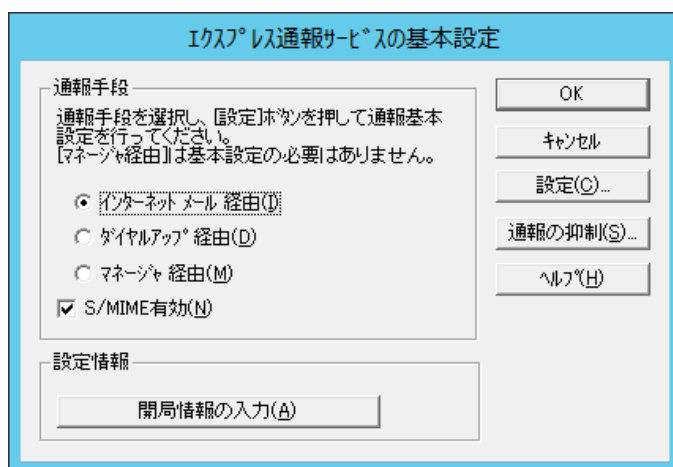 ｴｸｽﾌﾟﾚｽ通報ｻｰﾋﾞｽの基本設定
通報手段
通報手段を選択し、[設定]ﾎﾞﾀﾝを押して通報基本
設定を行ってください。
[ﾏﾈｰｼﾞｬ経由]は基本設定の必要はありません。
ｲﾝﾀｰﾈｯﾄ ﾒｰﾙ 経由(I)
ﾀﾞｲﾔﾙｱｯﾌﾟ 経由(D)
ﾏﾈｰｼﾞｬ 経由(M)
S/MIME有効(N)
設定情報
開局情報の入力(A)
OK
ｷｬﾝｾﾙ
設定(C)...
通報の抑制(S)...
ﾍﾙﾌﾟ(H)